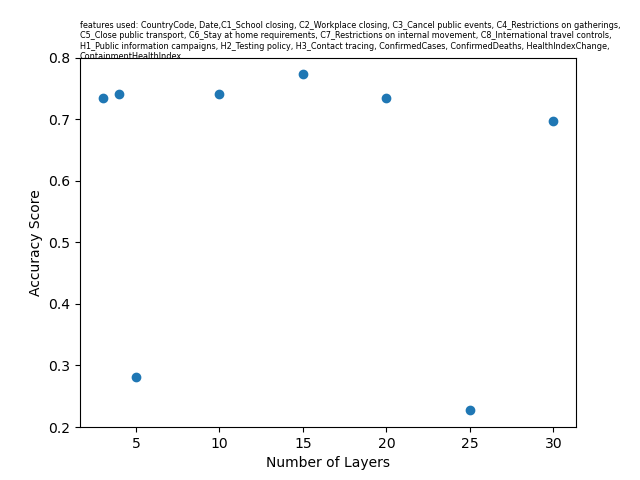 features used: CountryCode, Date,C1_School closing, C2_Workplace closing, C3_Cancel public events, C4_Restrictions on gatherings,
C5_Close public transport, C6_Stay at home requirements, C7_Restrictions on internal movement, C8_International travel controls,
H1_Public information campaigns, H2_Testing policy, H3_Contact tracing, ConfirmedCases, ConfirmedDeaths, HealthIndexChange,
ContainmentHealthIndex
0.8
0.7
0.6
0.5
0.4
0.3
0.2
Accuracy Score
5 10 15 20 25 30
Number of Layers